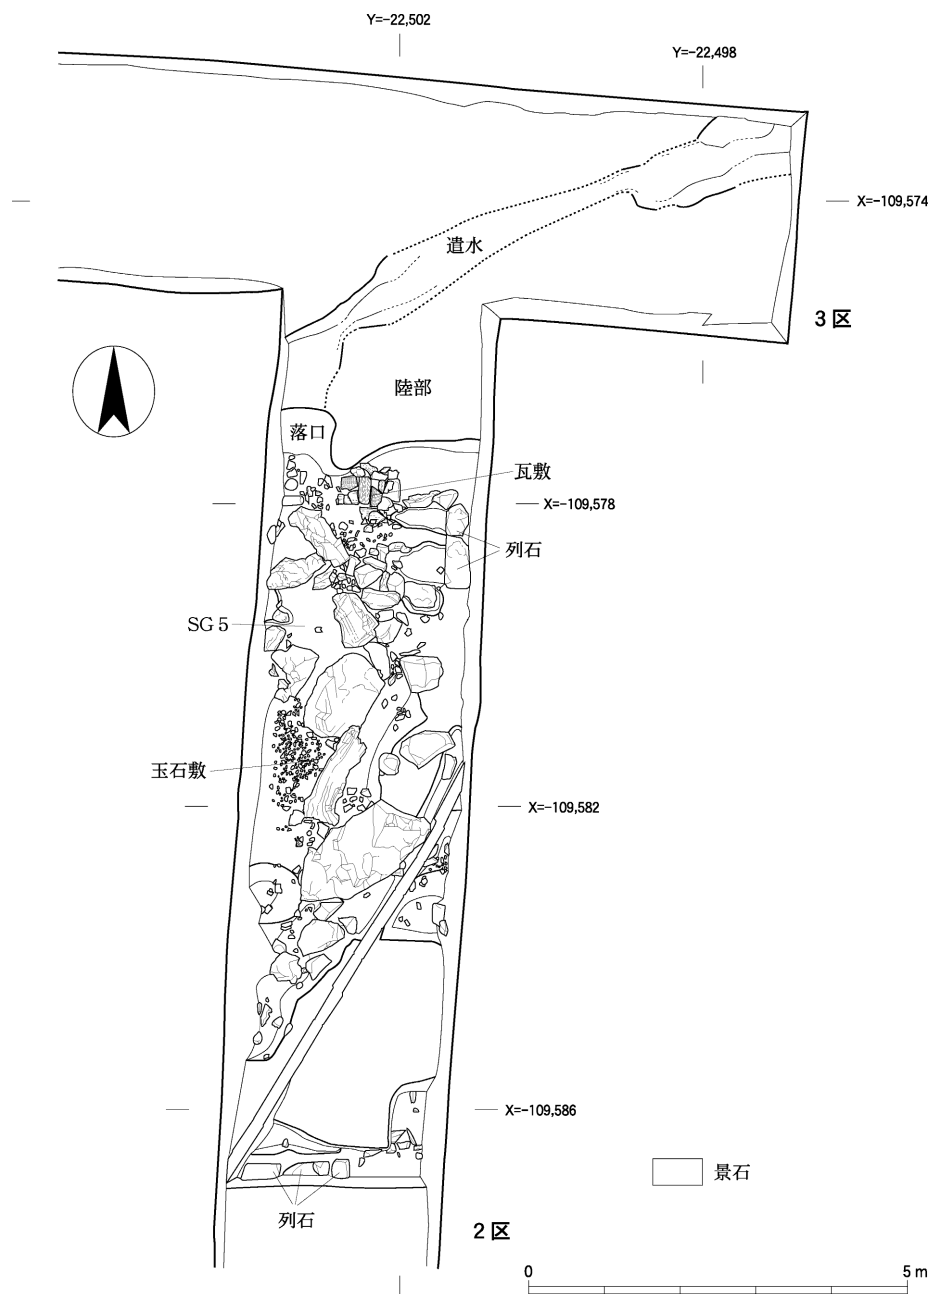 Y=-22,502
Y=-22,498
X=-109,574
遣水
3区
陸部
落口
瓦敷
X=-109,578
列石
SG 5
玉石敷
X=-109,582
X=-109,586
景石
列石
2区
0
5 m